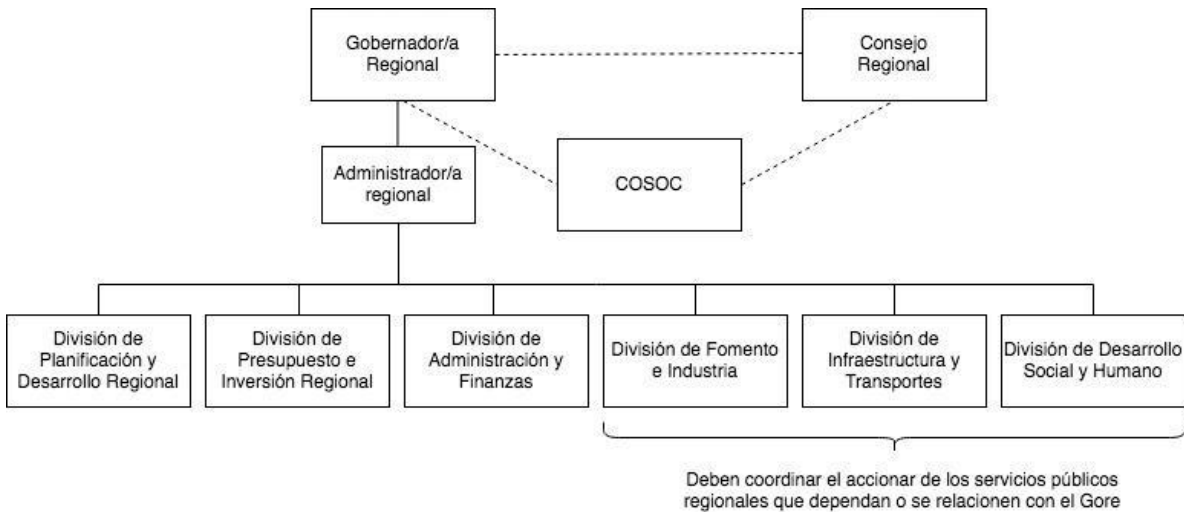 Gobernador/a
Regional
Consejo
Regional
Administrador/a
regional
COSOC
División de
Planificación y
Desarrollo Regional
División de
Presupuesto e
Inversión Regional
División de
Administración y
Finanzas
División de Fomento
e Industria
División de
Infraestructura y
Transportes
División de Desarrollo
Social y Humano
Deben coordinar el accionar de los servicios públicos
regionales que dependan o se relacionen con el Gore